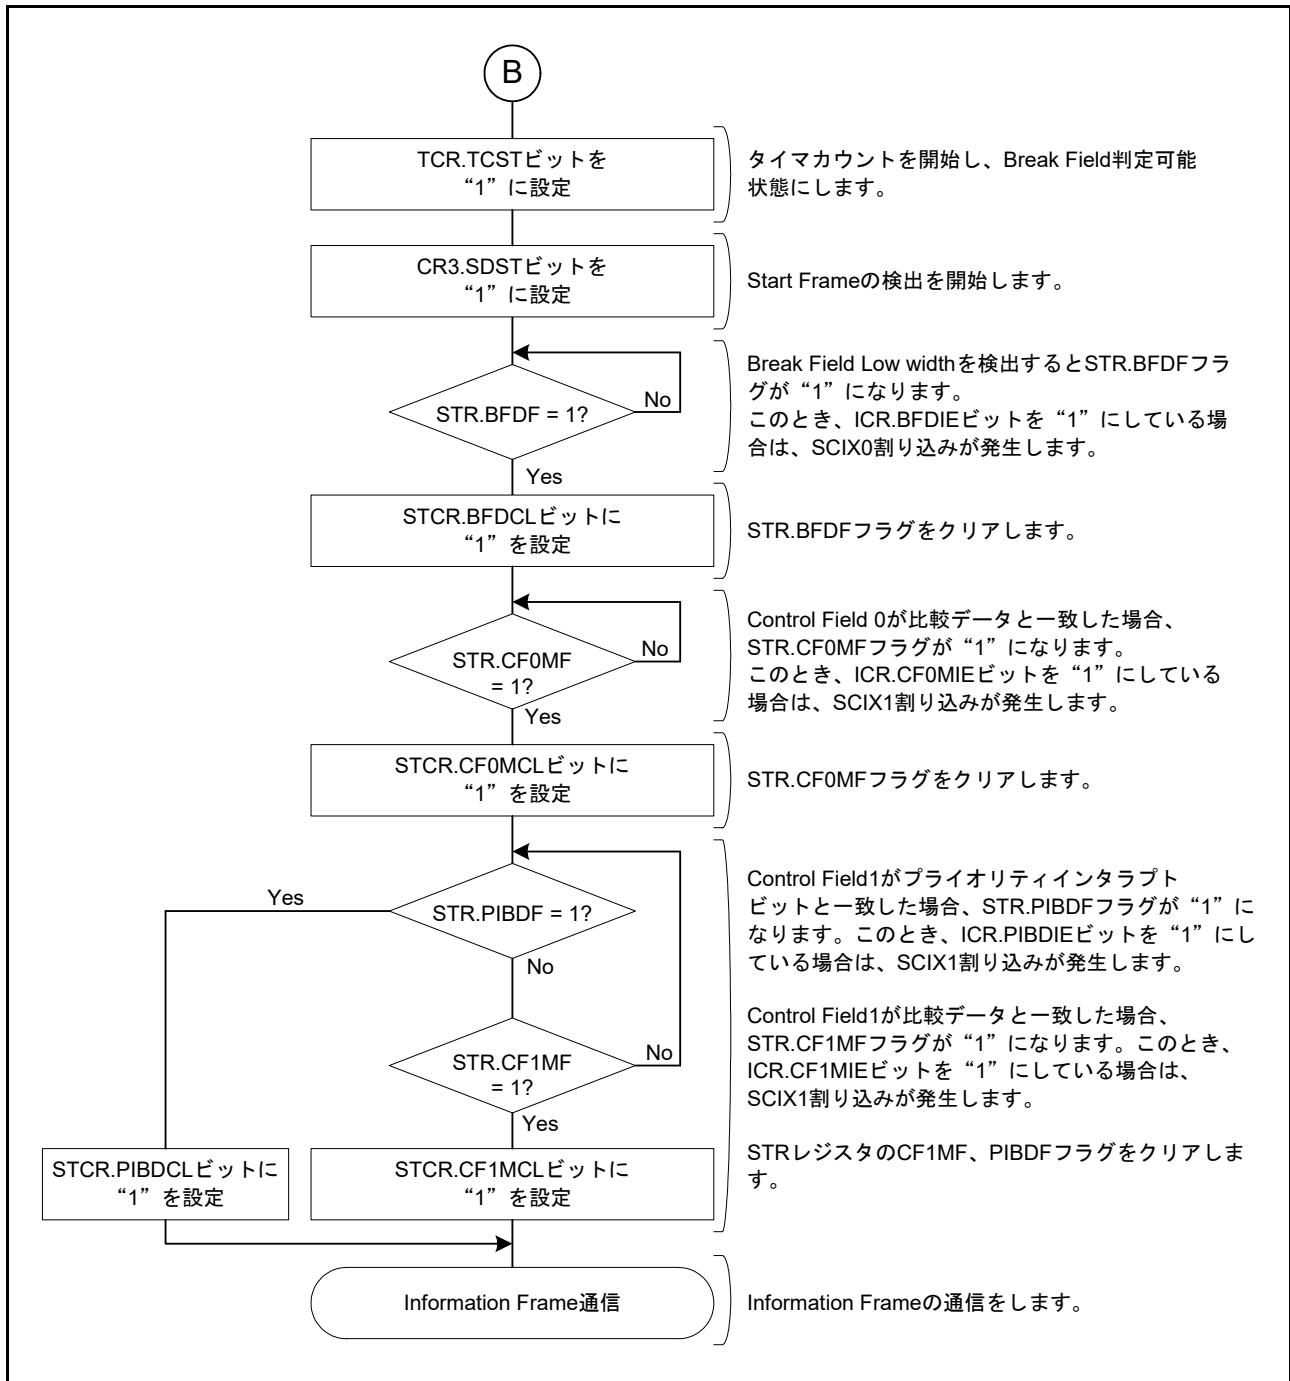 B
TCR.TCSTビットを
“1”に設定
タイマカウントを開始し、Break Field判定可能
状態にします。
CR3.SDSTビットを
“1”に設定
Start Frameの検出を開始します。
STR.BFDF = 1?
No
Yes
Break Field Low widthを検出するとSTR.BFDFフラ
グが“1”になります。
このとき、ICR.BFDIEビットを“1”にしている場
合は、SCIX0割り込みが発生します。
STCR.BFDCLビットに
“1”を設定
STR.BFDFフラグをクリアします。
STR.CF0MF
= 1?
No
Yes
Control Field 0が比較データと一致した場合、
STR.CF0MFフラグが“1”になります。
このとき、ICR.CF0MIEビットを“1”にしている
場合は、SCIX1割り込みが発生します。
STCR.CF0MCLビットに
“1”を設定
STR.CF0MFフラグをクリアします。
STR.PIBDF = 1?
Yes
No
Control Field1がプライオリティインタラプト
ビットと一致した場合、STR.PIBDFフラグが“1”に
なります。このとき、ICR.PIBDIEビットを“1”にし
ている場合は、SCIX1割り込みが発生します。
STR.CF1MF
= 1?
No
Yes
Control Field1が比較データと一致した場合、
STR.CF1MFフラグが“1”になります。このとき、
ICR.CF1MIEビットを“1”にしている場合は、
SCIX1割り込みが発生します。
STCR.PIBDCLビットに
“1”を設定
STCR.CF1MCLビットに
“1”を設定
STRレジスタのCF1MF、PIBDFフラグをクリアしま
す。
Information Frame通信
Information Frameの通信をします。